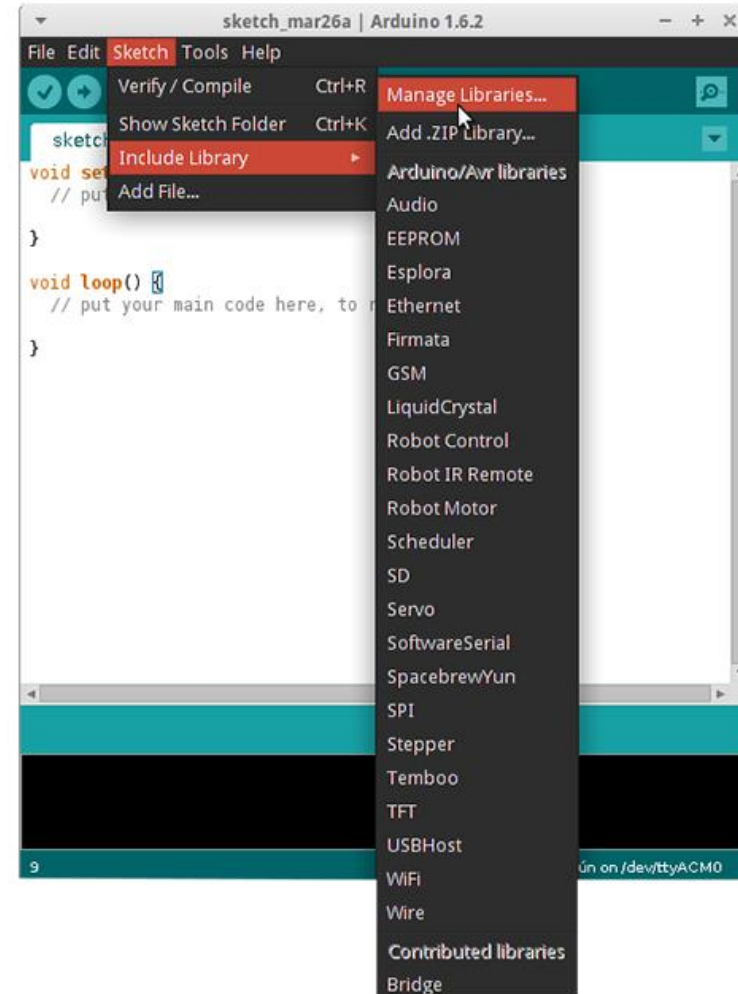 sketch_mar26a | Arduino 1.6.2
File Edit Sketch Tools Help
Verify / Compile Ctrl+R
Show Sketch Folder Ctrl+K
Include Library
Add File...
Manage Libraries...
Add .ZIP Library...
Arduino/Avr libraries
Audio
EEPROM
Esplora
Ethernet
Firmata
GSM
LiquidCrystal
Robot Control
Robot IR Remote
Robot Motor
Scheduler
SD
Servo
SoftwareSerial
SpacebrewYun
SPI
Stepper
Temboo
TFT
USBHost
WiFi
Wire
Contributed libraries
Bridge
sketc
void set
// put
}
void loop() {
// put your main code here, to r
}
9
ún on /dev/ttyACM0